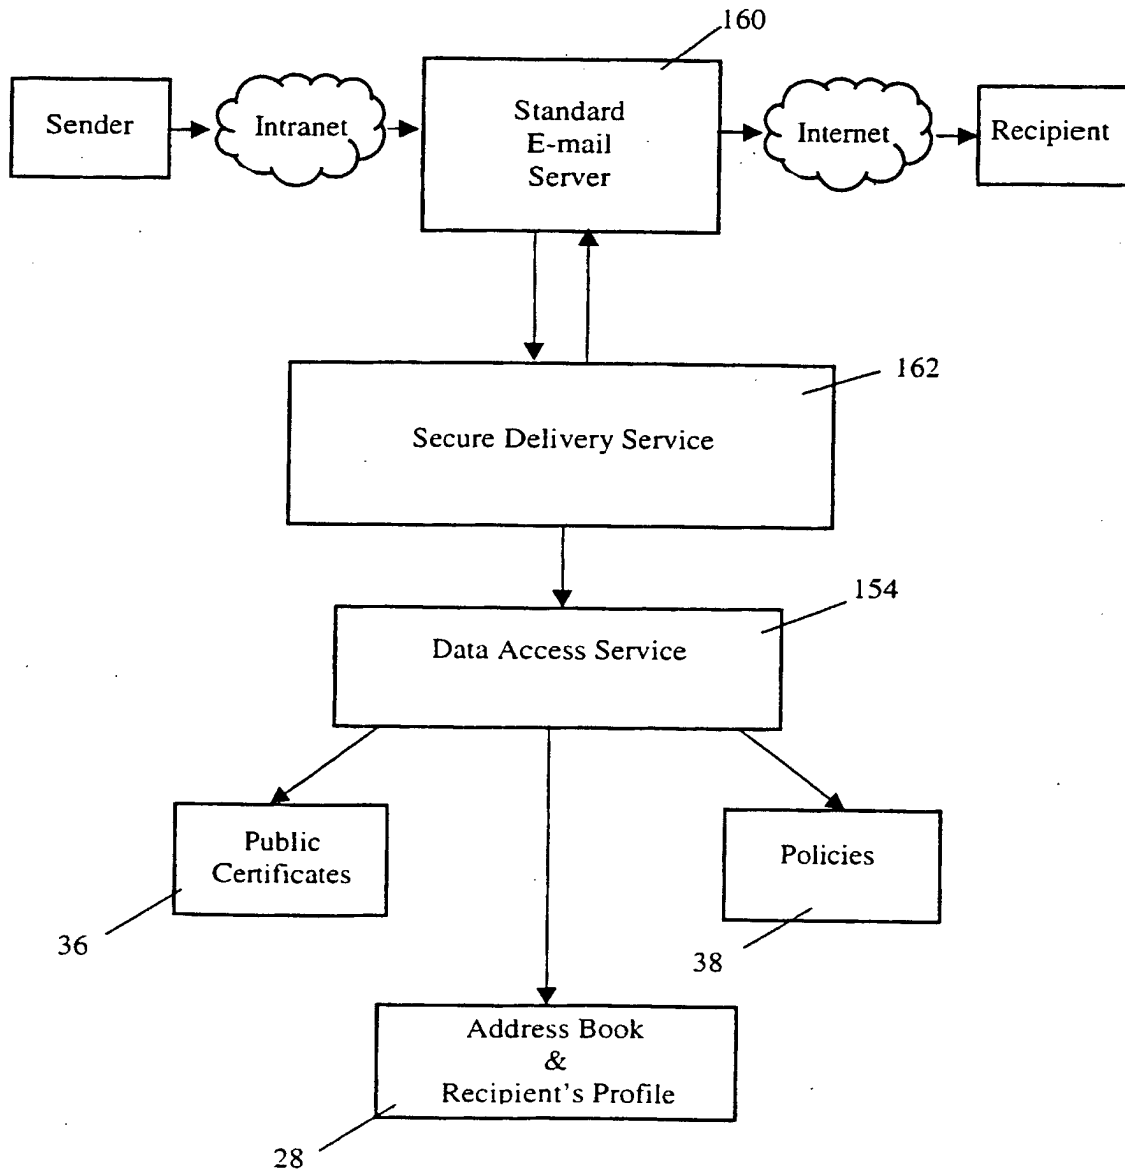 160
Sender
Intranet
Standard
E-mail
Server
Internet
Recipient
162
Secure Delivery Service
154
Data Access Service
Public
Certificates
36
Policies
38
Address Book
&
Recipient's Profile
28